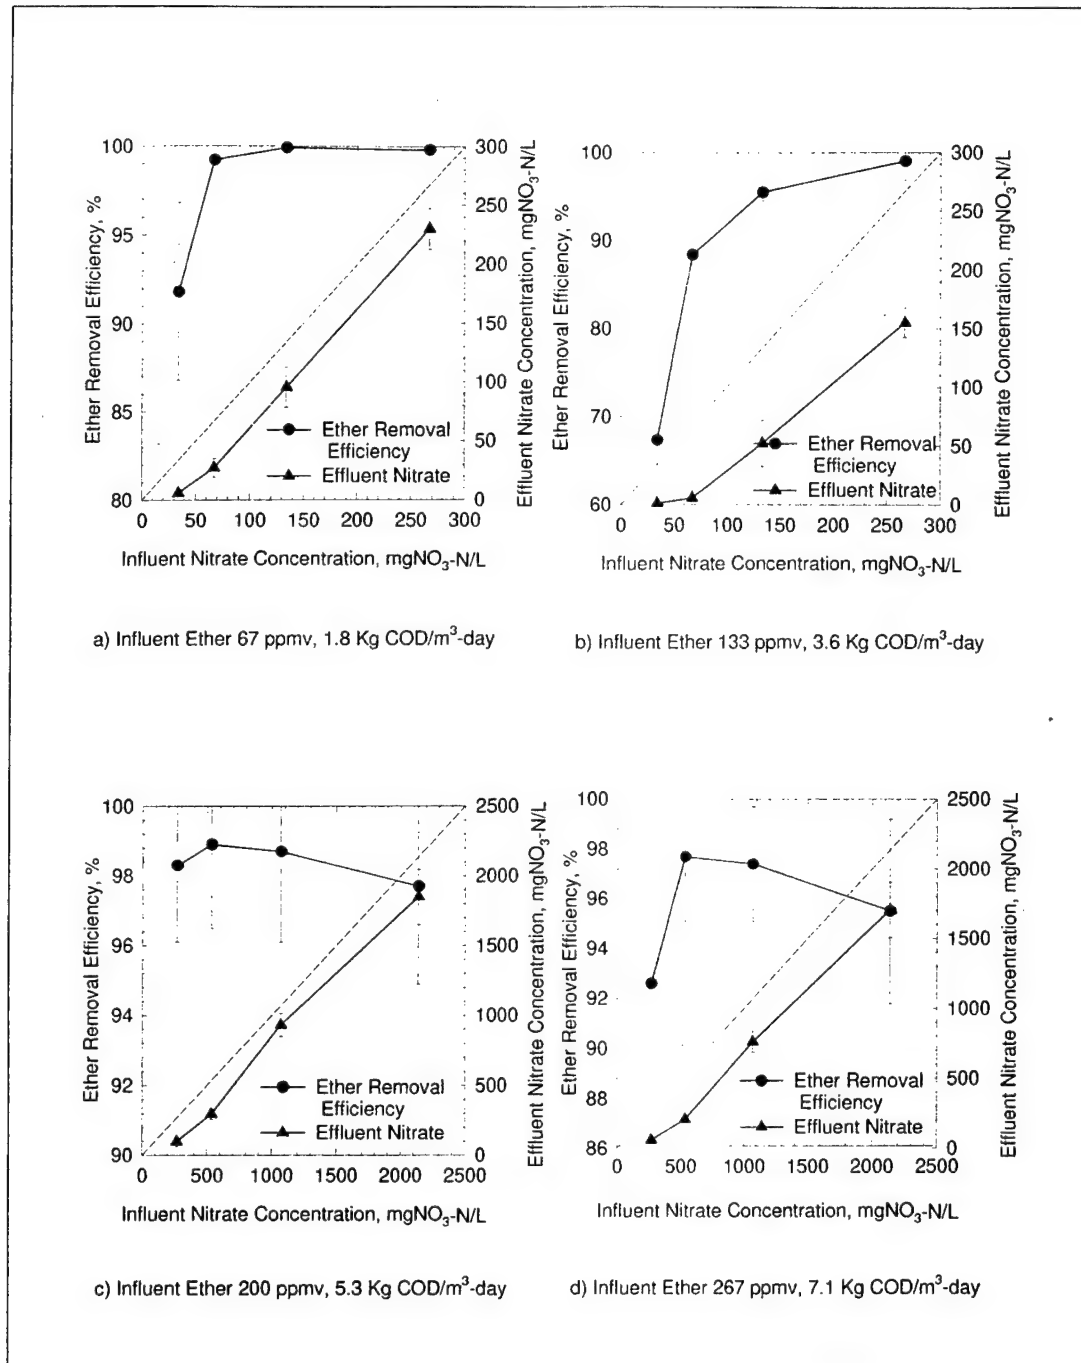 100
95
90
85
80
Ether Removal Efficiency, %
300
250
200
150
100
50
0
Effluent Nitrate Concentration, mgNO₃-N/L
Ether Removal
Efficiency
Effluent Nitrate
0 50 100 150 200 250 300
Influent Nitrate Concentration, mgNO₃-N/L
a) Influent Ether 67 ppmv, 1.8 Kg COD/m³-day
100
90
80
70
60
Ether Removal Efficiency, %
300
250
200
150
100
50
0
Effluent Nitrate Concentration, mgNO₃-N/L
Ether Removal
Efficiency
Effluent Nitrate
0 50 100 150 200 250 300
Influent Nitrate Concentration, mgNO₃-N/L
b) Influent Ether 133 ppmv, 3.6 Kg COD/m³-day
100
98
96
94
92
90
Ether Removal Efficiency, %
2500
2000
1500
1000
500
0
Effluent Nitrate Concentration, mgNO₃-N/L
Ether Removal
Efficiency
Effluent Nitrate
0 500 1000 1500 2000 2500
Influent Nitrate Concentration, mgNO₃-N/L
c) Influent Ether 200 ppmv, 5.3 Kg COD/m³-day
100
98
96
94
92
90
88
86
Ether Removal Efficiency, %
2500
2000
1500
1000
500
0
Effluent Nitrate Concentration, mgNO₃-N/L
Ether Removal
Efficiency
Effluent Nitrate
0 500 1000 1500 2000 2500
Influent Nitrate Concentration, mgNO₃-N/L
d) Influent Ether 267 ppmv, 7.1 Kg COD/m³-day